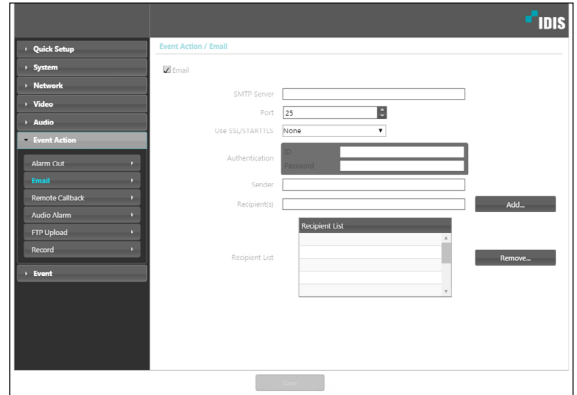 IDIS
Quick Setup
System
Network
Video
Audio
Event Action
Alarm Out
Email
Remote Callback
Audio Alarm
FTP Upload
Record
Event
Event Action / Email
Email
SMTP Server
Port 25
Use SSL/STARTTLS None
Authentication
ID
Password
Sender
Recipient(s) Add...
Recipient List
Recipient List Remove...
Save